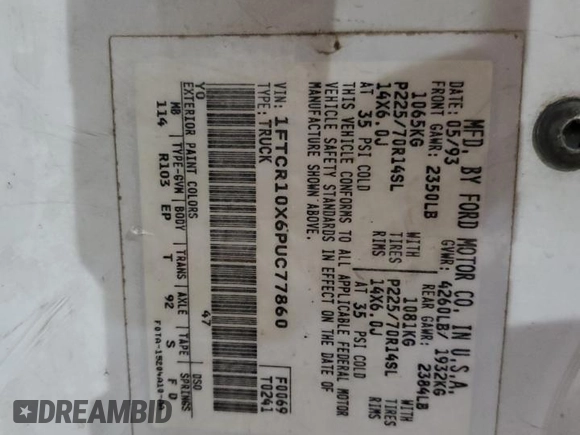 MFD. BY FORD MOTOR CO. IN U.S.A.
DATE: 05/93 GVWR: 4260LB/ 1932KG
FRONT GAWR: 2350LB REAR GAWR: 2384LB
1065KG WITH 1081KG WITH
P225/70R14SL TIRES P225/70R14SL TIRES
14X6.0J RIMS 14X6.0J RIMS
AT 35 PSI COLD AT 35 PSI COLD
THIS VEHICLE CONFORMS TO ALL APPLICABLE FEDERAL MOTOR
VEHICLE SAFETY STANDARDS IN EFFECT ON THE DATE OF
MANUFACTURE SHOWN ABOVE.
VIN: 1FTCR10X6PUC77860 F0069
TYPE: TRUCK T0241
EXTERIOR PAINT COLORS DSO
YO 47
WB TYPE-GVW BODY TRANS AXLE TAPE SPRINGS
114 R103 EP T 92 S F D
DREAMBID